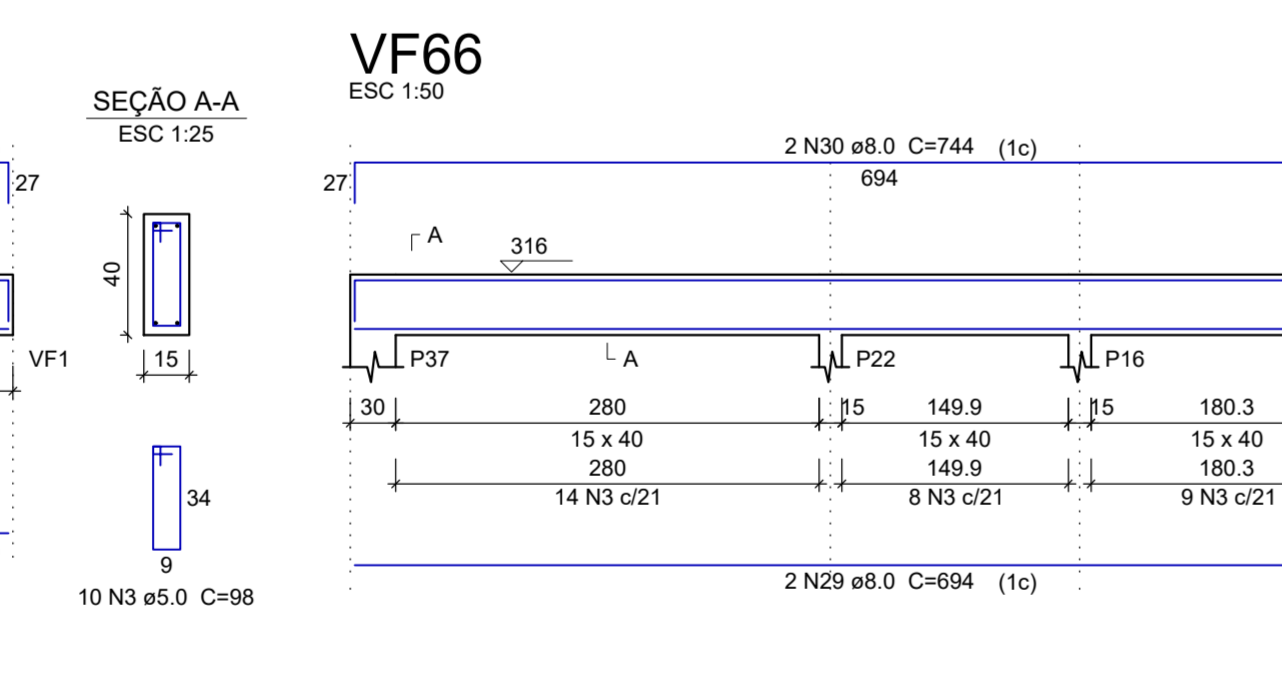 VF66
ESC 1:50
SEÇÃO A-A
ESC 1:25
2 N30 ø8.0 C=744 (1c)
27
27
694
A
316
40
15
VF1
P37
A
P22
P16
30
280
15
149.9
15
180.3
15 x 40
15 x 40
15 x 40
280
149.9
180.3
14 N3 c/21
8 N3 c/21
9 N3 c/21
34
9
10 N3 ø5.0 C=98
2 N29 ø8.0 C=694 (1c)